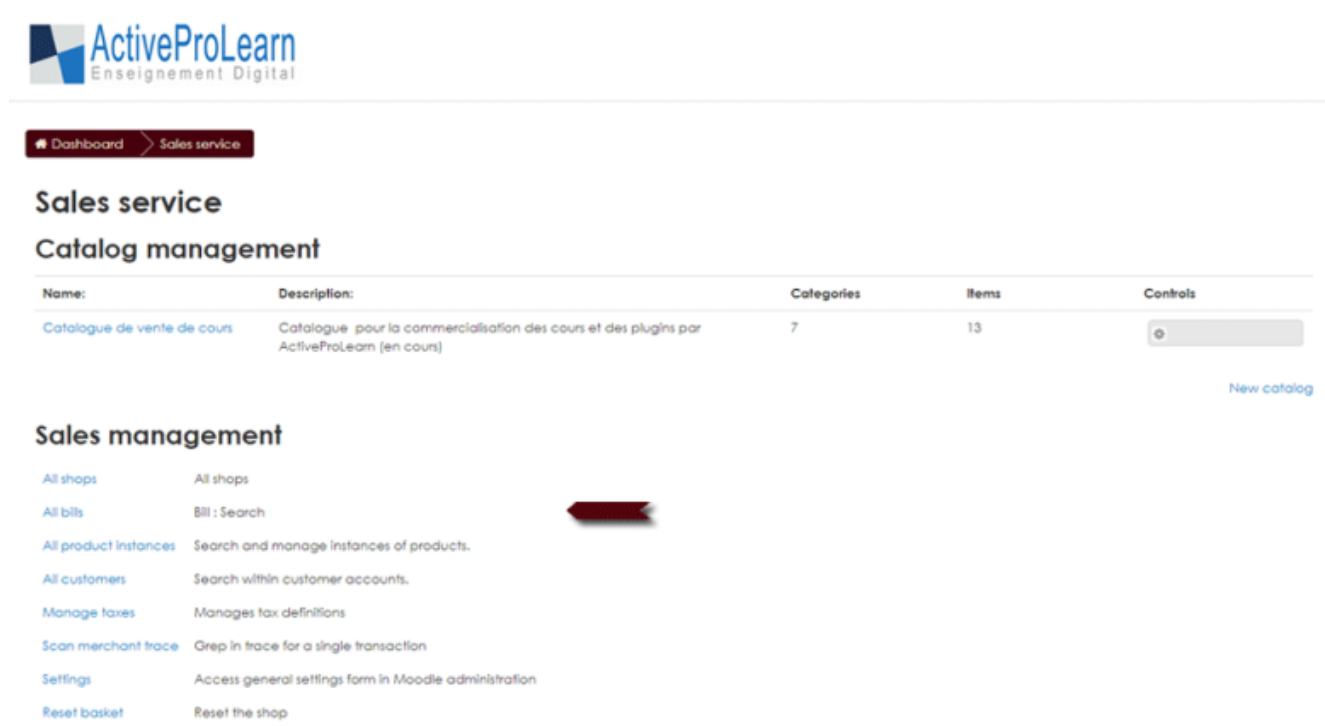 ActiveProLearn
Enseignement Digital
Dashboard Sales service
Sales service
Catalog management
Name: Description: Categories Items Controls
Catalogue de vente de cours Catalogue pour la commercialisation des cours et des plugins par 7 13
ActiveProLearn (en cours)
New catalog
Sales management
All shops All shops
All bills Bill : Search
All product instances Search and manage instances of products.
All customers Search within customer accounts.
Manage taxes Manages tax definitions
Scan merchant trace Grep in trace for a single transaction
Settings Access general settings form in Moodle administration
Reset basket Reset the shop